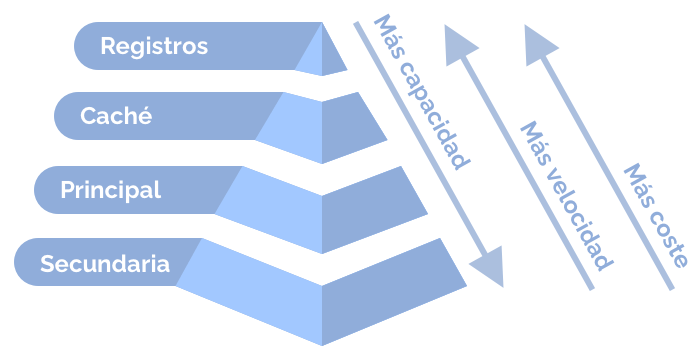 Registros
Caché
Principal
Secundaria
Más capacidad
Más velocidad
Más coste